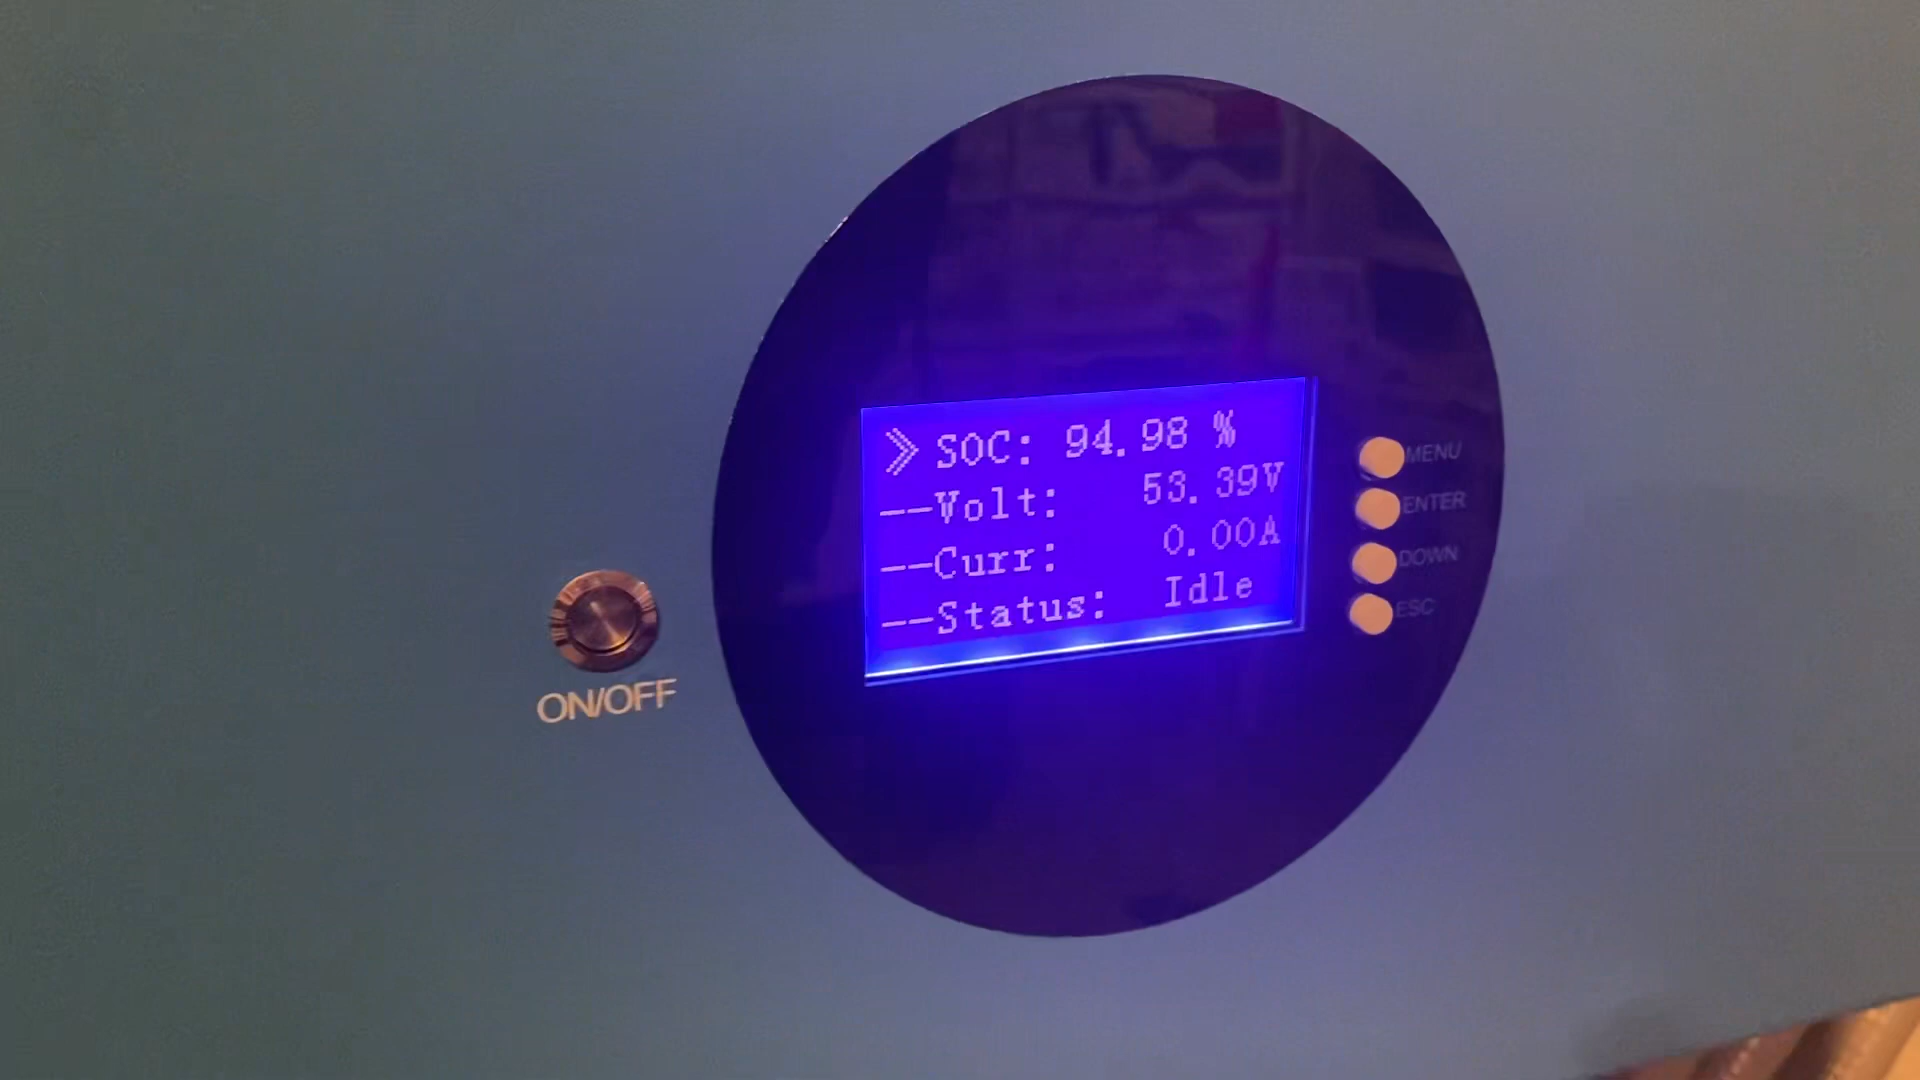 ≫ SOC: 94.98 %
--Volt: 53.39V
--Curr: 0.00A
--Status: Idle
MENU
ENTER
DOWN
ESC
ON/OFF